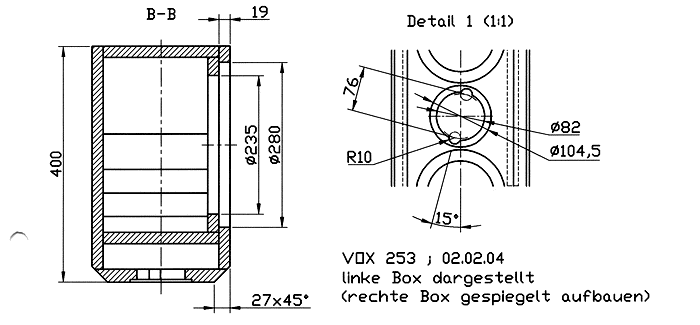 B-B
19
Detail 1 (1:1)
400
Ø235
Ø280
76
R10
Ø82
Ø104,5
15°
27x45°
VOX 253 ; 02.02.04
linke Box dargestellt
(rechte Box gespiegelt aufbauen)